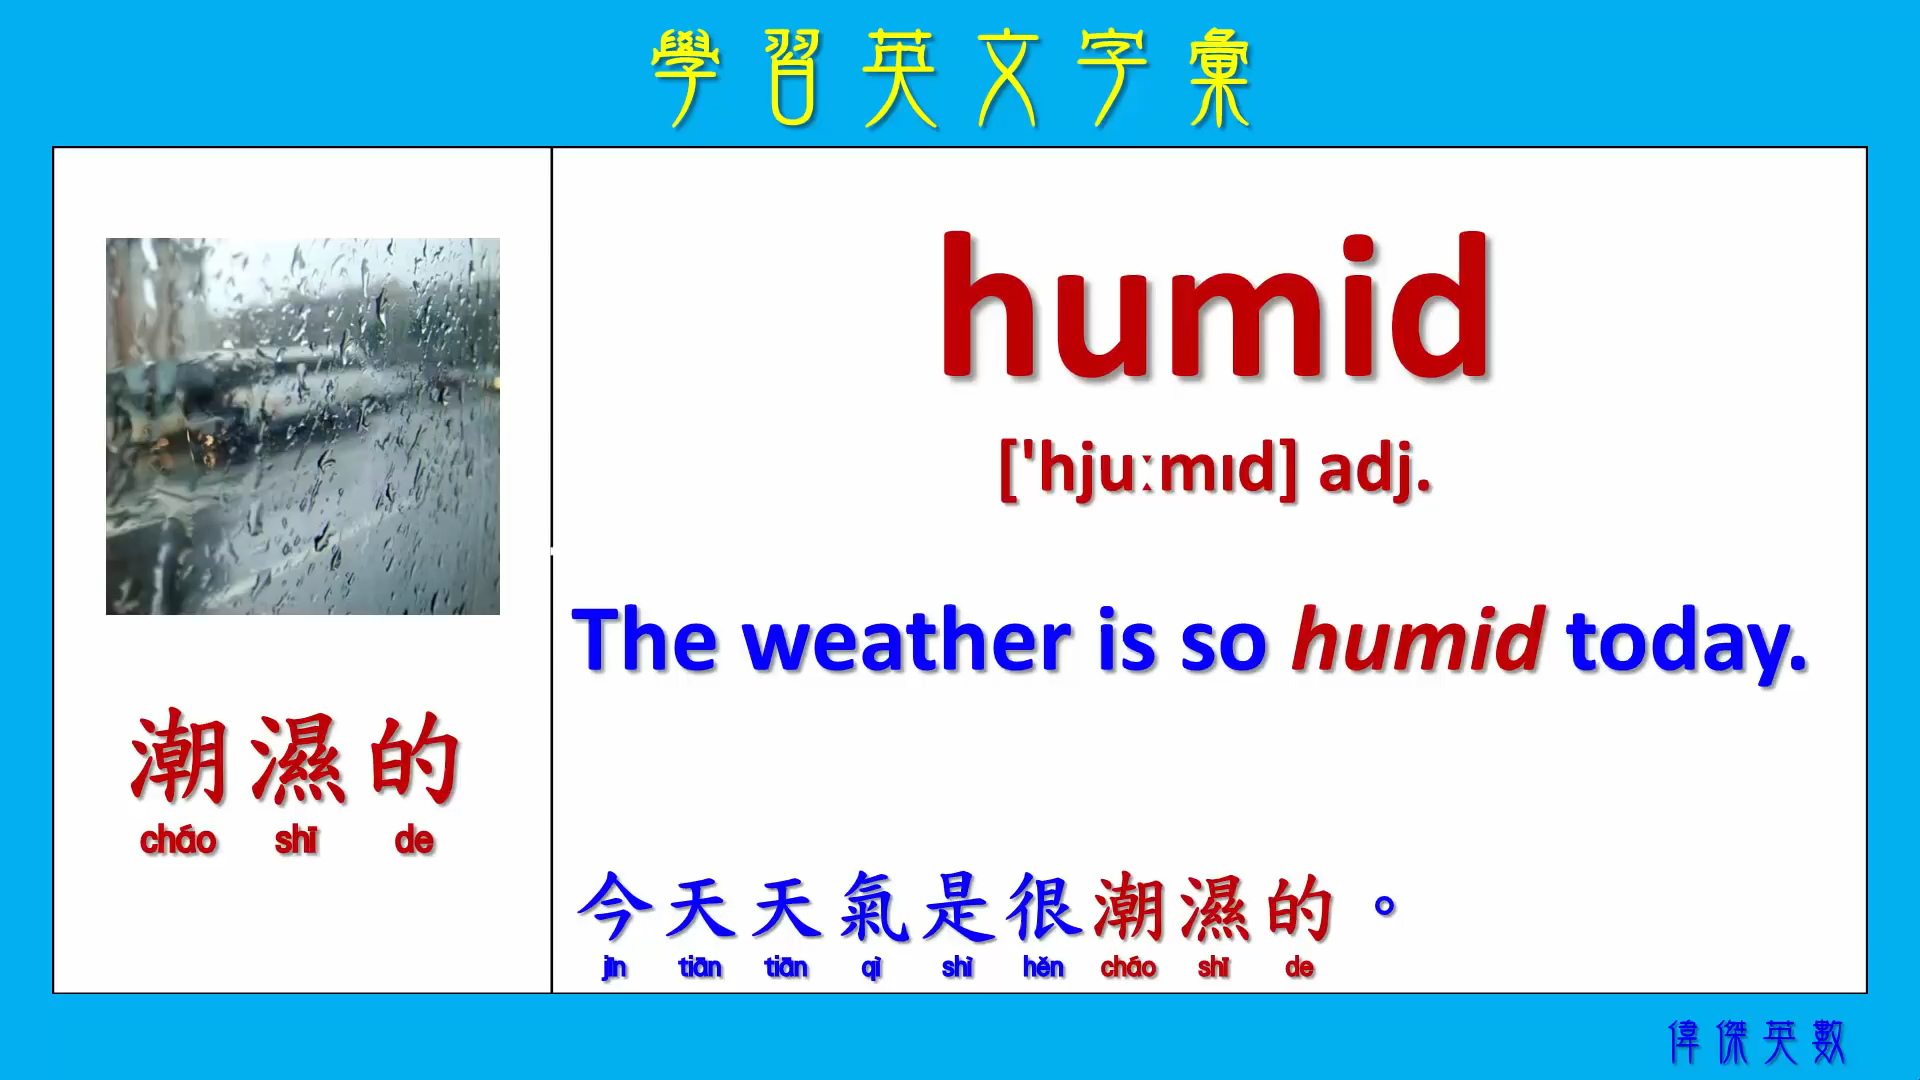 學習英文字彙
潮濕的
cháo shī de
humid
['hjuːmɪd] adj.
The weather is so humid today.
今天天氣是很潮濕的。
jīn tiān tiān qì shì hěn cháo shī de
偉傑英數